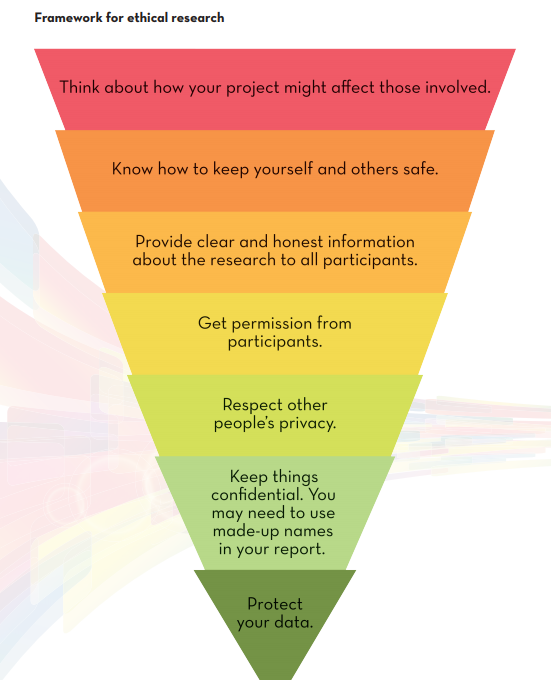 Framework for ethical research
Think about how your project might affect those involved.
Know how to keep yourself and others safe.
Provide clear and honest information
about the research to all participants.
Get permission from
participants.
Respect other
people's privacy.
Keep things
confidential. You
may need to use
made-up names
in your report.
Protect
your data.